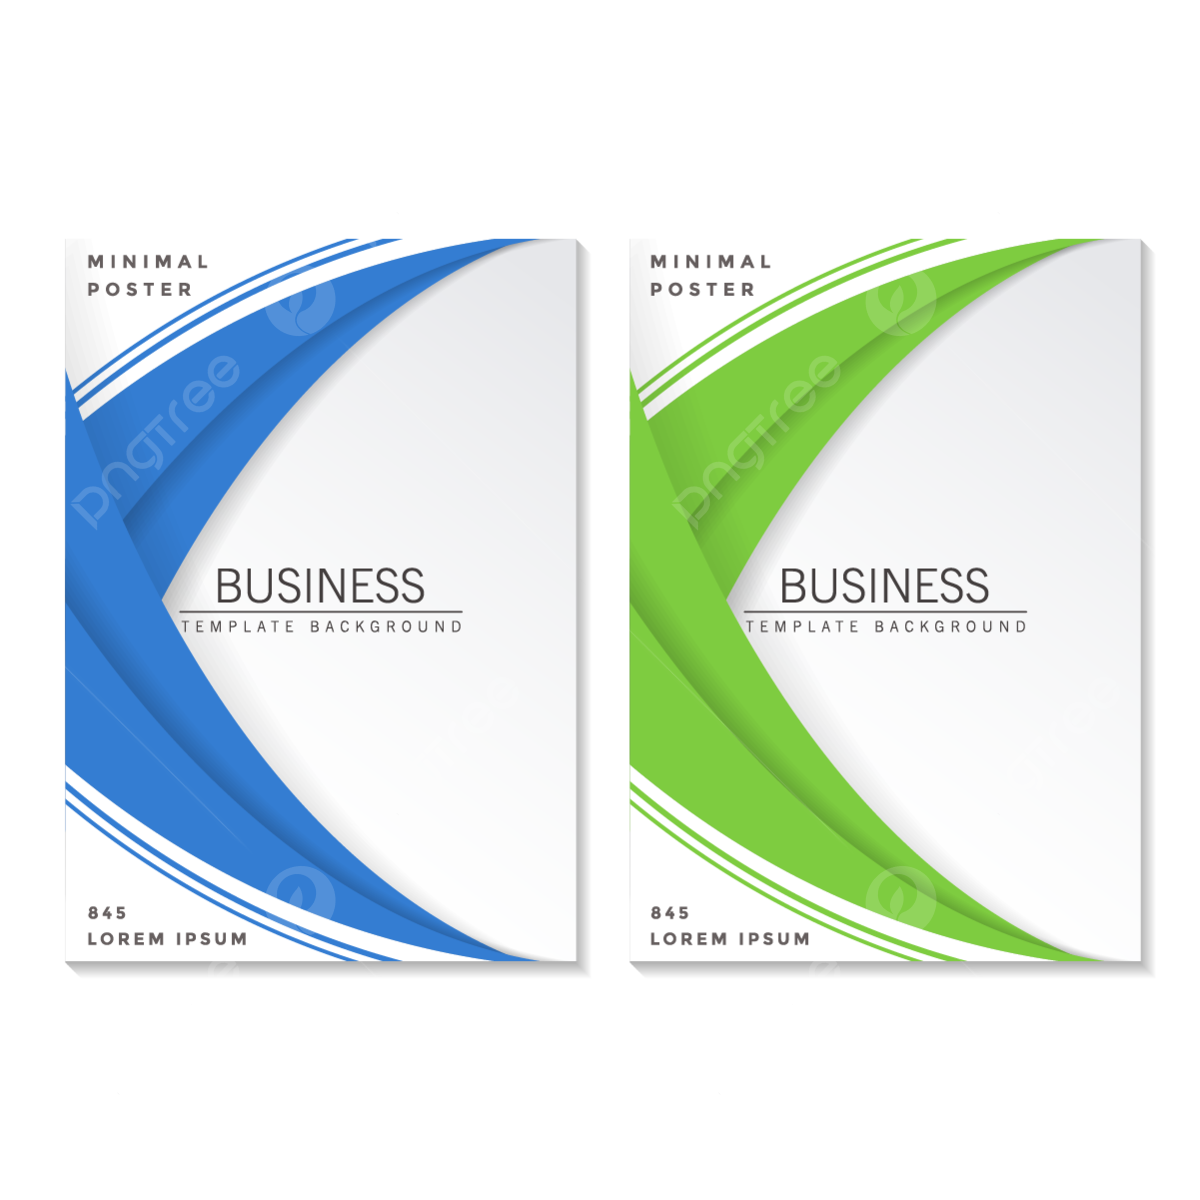 MINIMAL
POSTER
pngtree
BUSINESS
TEMPLATE BACKGROUND
845
LOREM IPSUM
MINIMAL
POSTER
pngtree
BUSINESS
TEMPLATE BACKGROUND
845
LOREM IPSUM